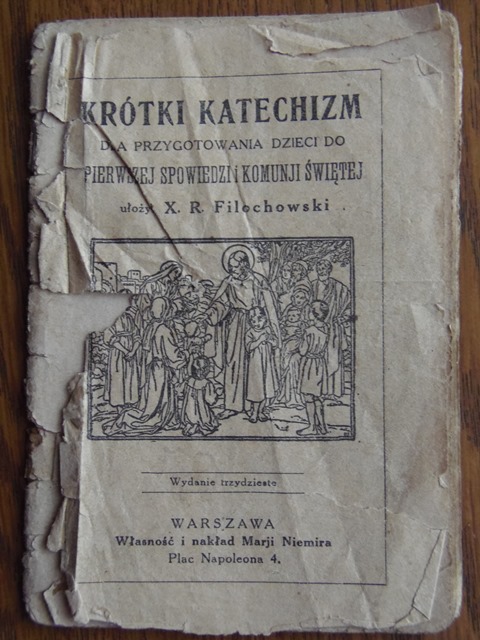 KRÓTKI KATECHIZM
DLA PRZYGOTOWANIA DZIECI DO
PIERWSZEJ SPOWIEDZI i KOMUNJI ŚWIĘTEJ
ułożył X. R. Filochowski
Wydanie trzydzieste
WARSZAWA
Własność i nakład Marji Niemira
Plac Napoleona 4.